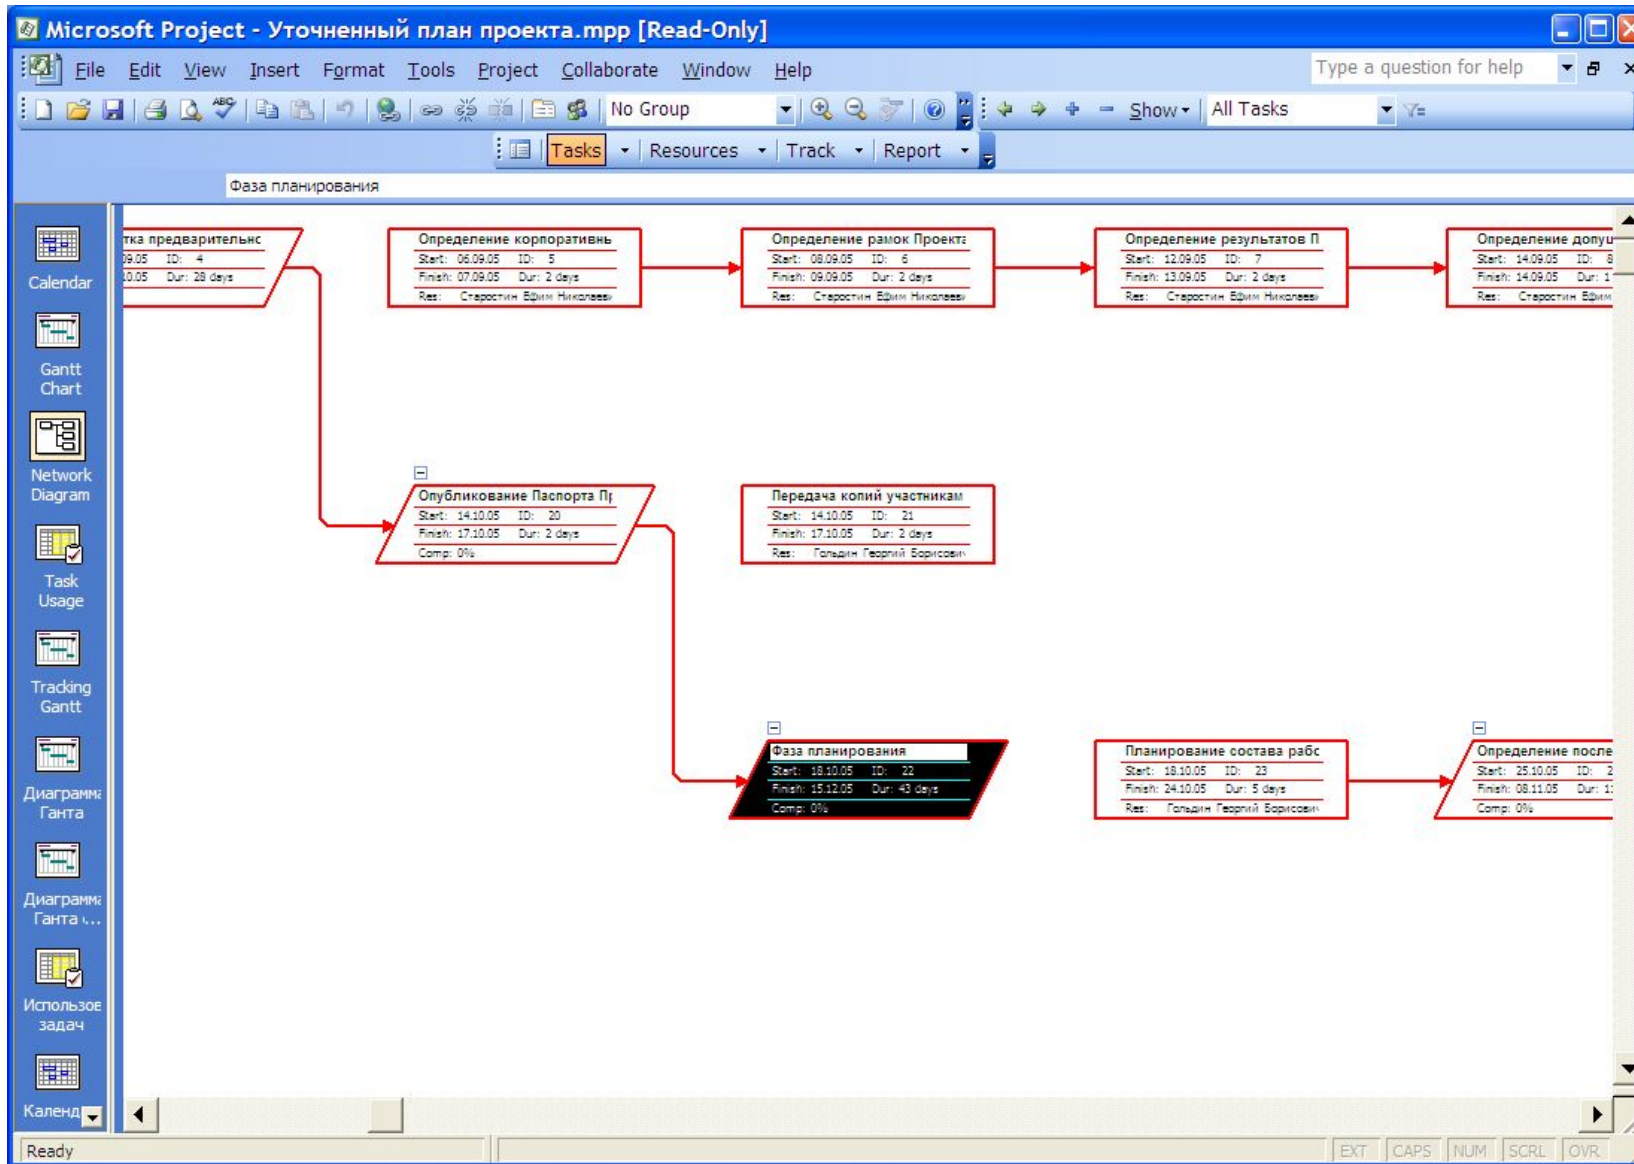 Microsoft Project - Уточненный план проекта.mpp [Read-Only]
File Edit View Insert Format Tools Project Collaborate Window Help Type a question for help
ABC No Group Show All Tasks
Tasks Resources Track Report
Фаза планирования
Calendar
Gantt
Chart
Network
Diagram
Task
Usage
Tracking
Gantt
Диаграмма
Ганта
Диаграмма
Ганта с...
Использов
задач
Календ
тка предварительнс
09.05 ID: 4
0.05 Dur: 28 days
Определение корпоративнь
Start: 06.09.05 ID: 5
Finish: 07.09.05 Dur: 2 days
Res: Старостин Ефим Николаеви
Определение рамок Проекта
Start: 08.09.05 ID: 6
Finish: 09.09.05 Dur: 2 days
Res: Старостин Ефим Николаеви
Определение результатов П
Start: 12.09.05 ID: 7
Finish: 13.09.05 Dur: 2 days
Res: Старостин Ефим Николаеви
Определение допущ
Start: 14.09.05 ID: 8
Finish: 14.09.05 Dur: 1
Res: Старостин Ефим
Опубликование Паспорта Пр
Start: 14.10.05 ID: 20
Finish: 17.10.05 Dur: 2 days
Comp: 0%
Передача копий участникам
Start: 14.10.05 ID: 21
Finish: 17.10.05 Dur: 2 days
Res: Гольдин Георгий Борисович
Фаза планирования
Start: 18.10.05 ID: 22
Finish: 15.12.05 Dur: 43 days
Comp: 0%
Планирование состава рабс
Start: 18.10.05 ID: 23
Finish: 24.10.05 Dur: 5 days
Res: Гольдин Георгий Борисович
Определение после
Start: 25.10.05 ID: 2
Finish: 08.11.05 Dur: 11
Comp: 0%
Ready EXT CAPS NUM SCRL OVR